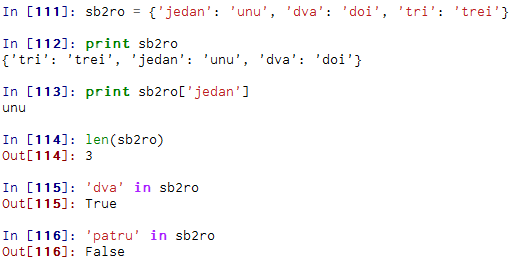 In [111]: sb2ro = {'jedan': 'unu', 'dva': 'doi', 'tri': 'trei'}
In [112]: print sb2ro
{'tri': 'trei', 'jedan': 'unu', 'dva': 'doi'}
In [113]: print sb2ro['jedan']
unu
In [114]: len(sb2ro)
Out[114]: 3
In [115]: 'dva' in sb2ro
Out[115]: True
In [116]: 'patru' in sb2ro
Out[116]: False